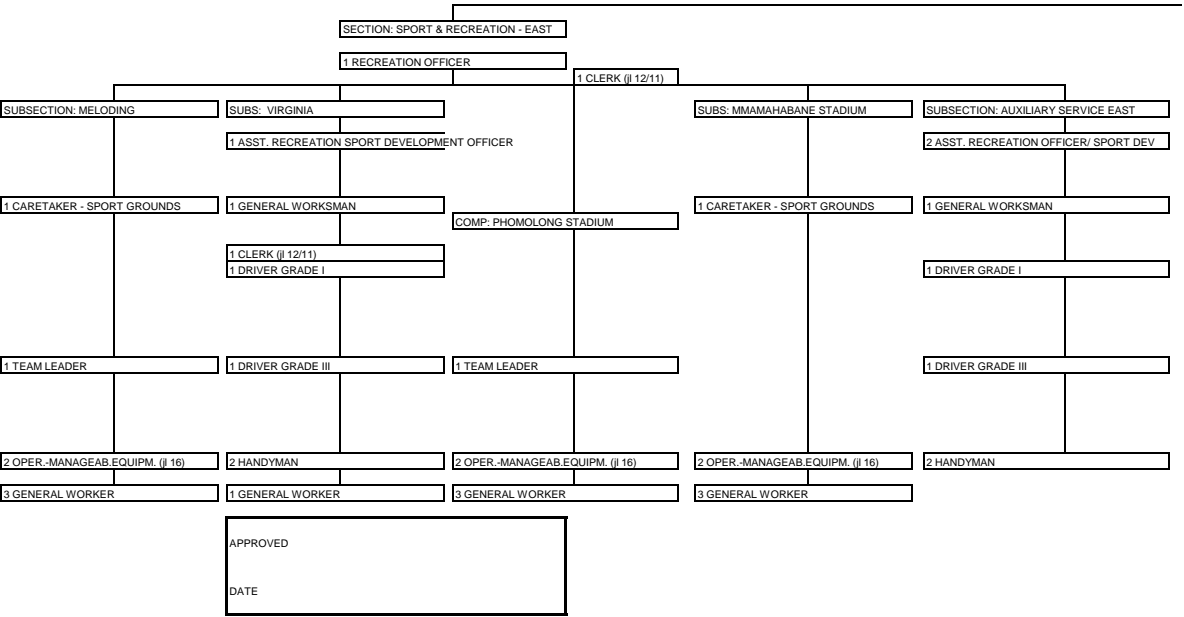 SECTION: SPORT & RECREATION - EAST
1 RECREATION OFFICER
1 CLERK (jl 12/11)
SUBSECTION: MELODING
SUBS:  VIRGINIA
SUBS: MMAMAHABANE STADIUM
SUBSECTION: AUXILIARY SERVICE EAST
1 ASST. RECREATION SPORT DEVELOPMENT OFFICER
2 ASST. RECREATION OFFICER/ SPORT DEV
1 CARETAKER - SPORT GROUNDS
1 GENERAL WORKSMAN
1 CARETAKER - SPORT GROUNDS
1 GENERAL WORKSMAN
COMP: PHOMOLONG STADIUM
1 CLERK (jl 12/11)
1 DRIVER GRADE I
1 DRIVER GRADE I
1 TEAM LEADER
1 DRIVER GRADE III
1 TEAM LEADER
1 DRIVER GRADE III
2 OPER.-MANAGEAB.EQUIPM. (jl 16)
2 HANDYMAN
2 OPER.-MANAGEAB.EQUIPM. (jl 16)
2 OPER.-MANAGEAB.EQUIPM. (jl 16)
2 HANDYMAN
3 GENERAL WORKER
1 GENERAL WORKER
3 GENERAL WORKER
3 GENERAL WORKER
APPROVED
DATE